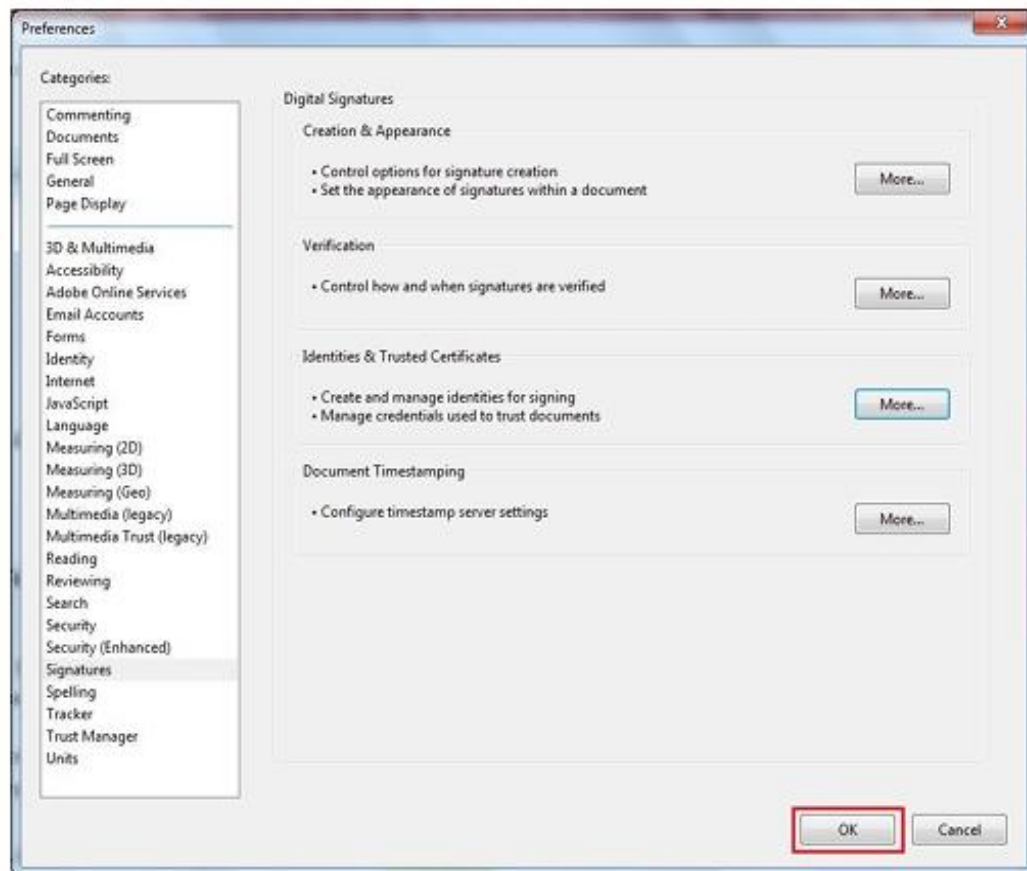 Preferences
Categories:
Commenting
Documents
Full Screen
General
Page Display
3D & Multimedia
Accessibility
Adobe Online Services
Email Accounts
Forms
Identity
Internet
JavaScript
Language
Measuring (2D)
Measuring (3D)
Measuring (Geo)
Multimedia (legacy)
Multimedia Trust (legacy)
Reading
Reviewing
Search
Security
Security (Enhanced)
Signatures
Spelling
Tracker
Trust Manager
Units
Digital Signatures
Creation & Appearance
• Control options for signature creation
• Set the appearance of signatures within a document
More...
Verification
• Control how and when signatures are verified
More...
Identities & Trusted Certificates
• Create and manage identities for signing
• Manage credentials used to trust documents
More...
Document Timestamping
• Configure timestamp server settings
More...
OK
Cancel